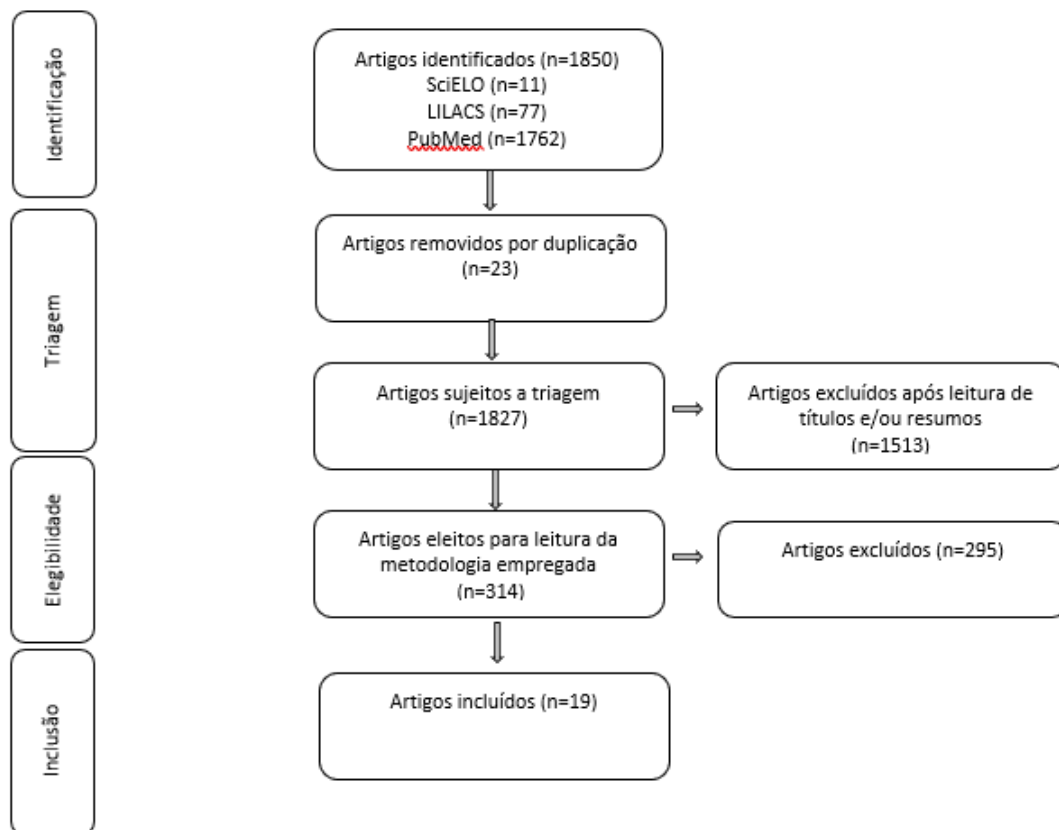 Identificação
Artigos identificados (n=1850)
SciELO (n=11)
LILACS (n=77)
PubMed (n=1762)
Triagem
Artigos removidos por duplicação
(n=23)
Artigos sujeitos a triagem
(n=1827)
Artigos excluídos após leitura de
títulos e/ou resumos
(n=1513)
Elegibilidade
Artigos eleitos para leitura da
metodologia empregada
(n=314)
Artigos excluídos (n=295)
Inclusão
Artigos incluídos (n=19)